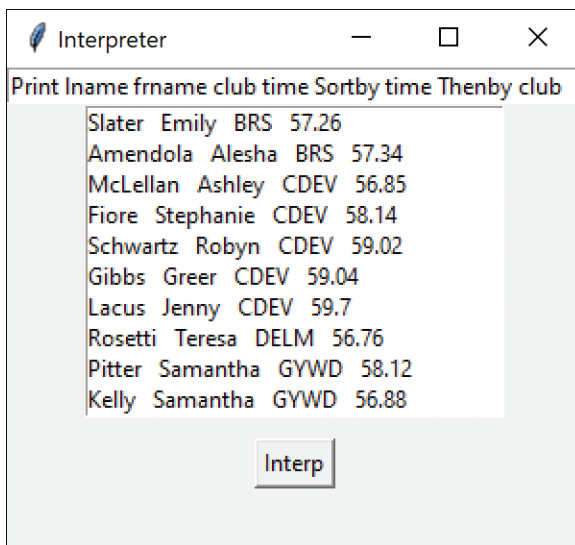 Interpreter
Print lname frname club time Sortby time Thenby club
Slater Emily BRS 57.26
Amendola Alesha BRS 57.34
McLellan Ashley CDEV 56.85
Fiore Stephanie CDEV 58.14
Schwartz Robyn CDEV 59.02
Gibbs Greer CDEV 59.04
Lacus Jenny CDEV 59.7
Rosetti Teresa DELM 56.76
Pitter Samantha GYWD 58.12
Kelly Samantha GYWD 56.88
Interp